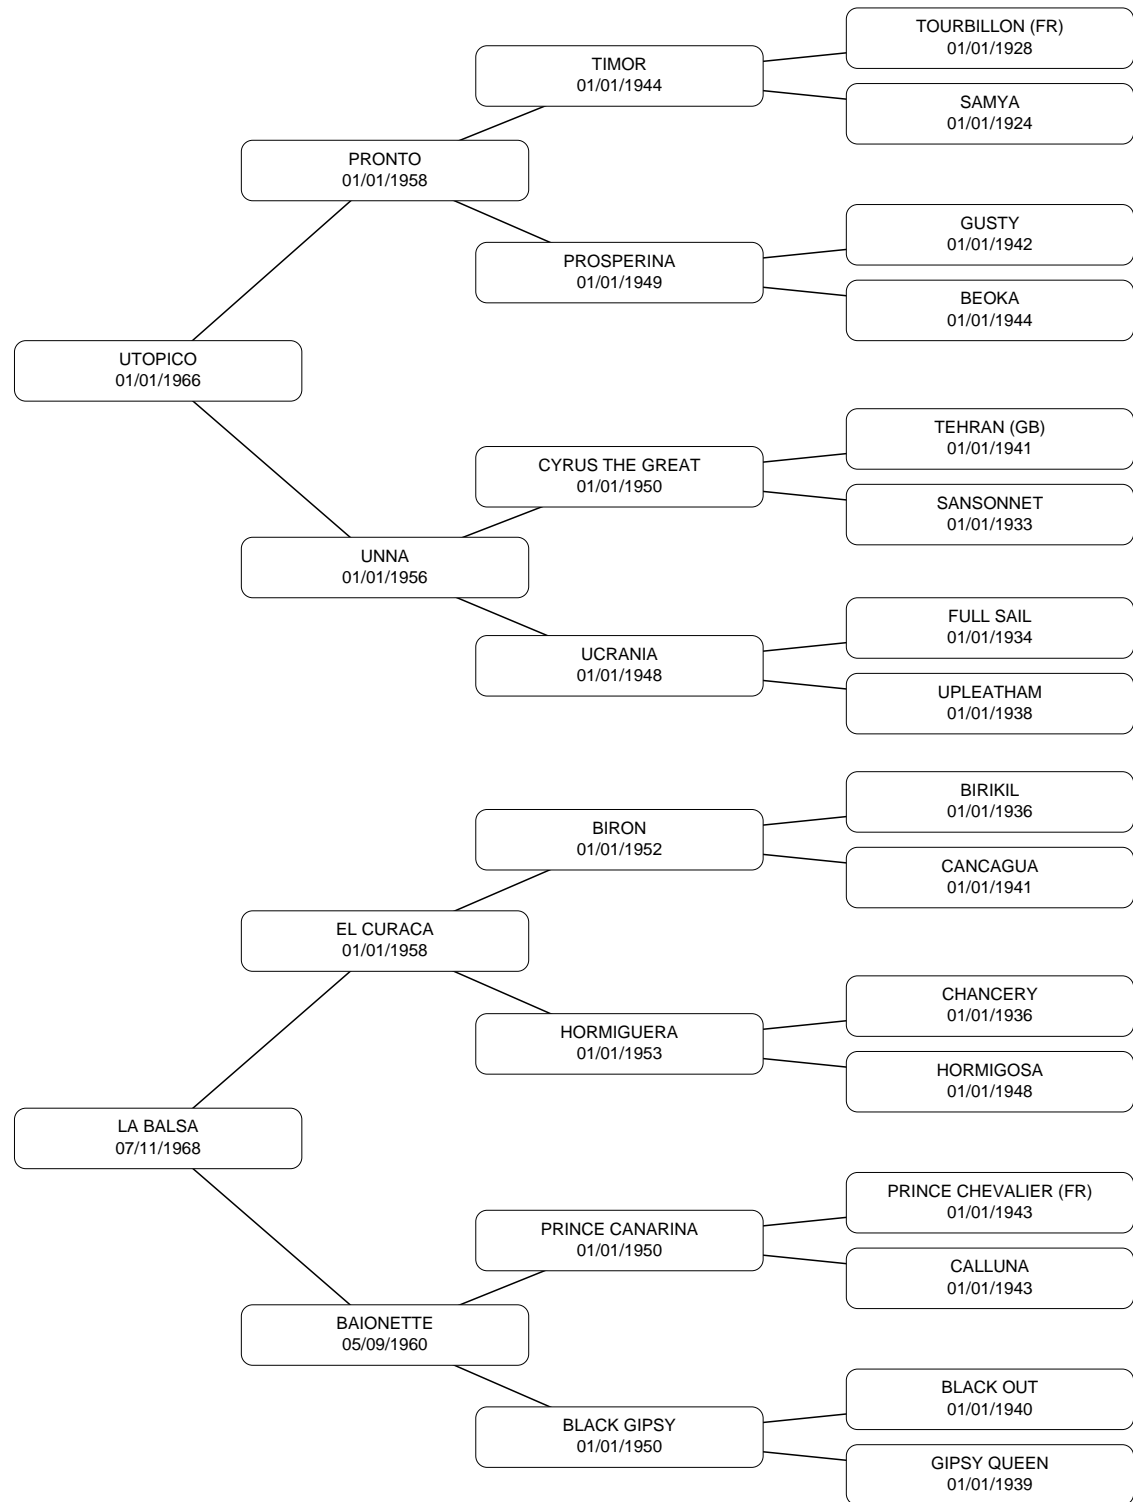 TOURBILLON (FR)
01/01/1928
TIMOR
01/01/1944
SAMYA
01/01/1924
PRONTO
01/01/1958
GUSTY
01/01/1942
PROSPERINA
01/01/1949
BEOKA
01/01/1944
UTOPICO
01/01/1966
TEHRAN (GB)
01/01/1941
CYRUS THE GREAT
01/01/1950
SANSONNET
01/01/1933
UNNA
01/01/1956
FULL SAIL
01/01/1934
UCRANIA
01/01/1948
UPLEATHAM
01/01/1938
BIRIKIL
01/01/1936
BIRON
01/01/1952
CANCAGUA
01/01/1941
EL CURACA
01/01/1958
CHANCERY
01/01/1936
HORMIGUERA
01/01/1953
HORMIGOSA
01/01/1948
LA BALSA
07/11/1968
PRINCE CHEVALIER (FR)
01/01/1943
PRINCE CANARINA
01/01/1950
CALLUNA
01/01/1943
BAIONETTE
05/09/1960
BLACK OUT
01/01/1940
BLACK GIPSY
01/01/1950
GIPSY QUEEN
01/01/1939